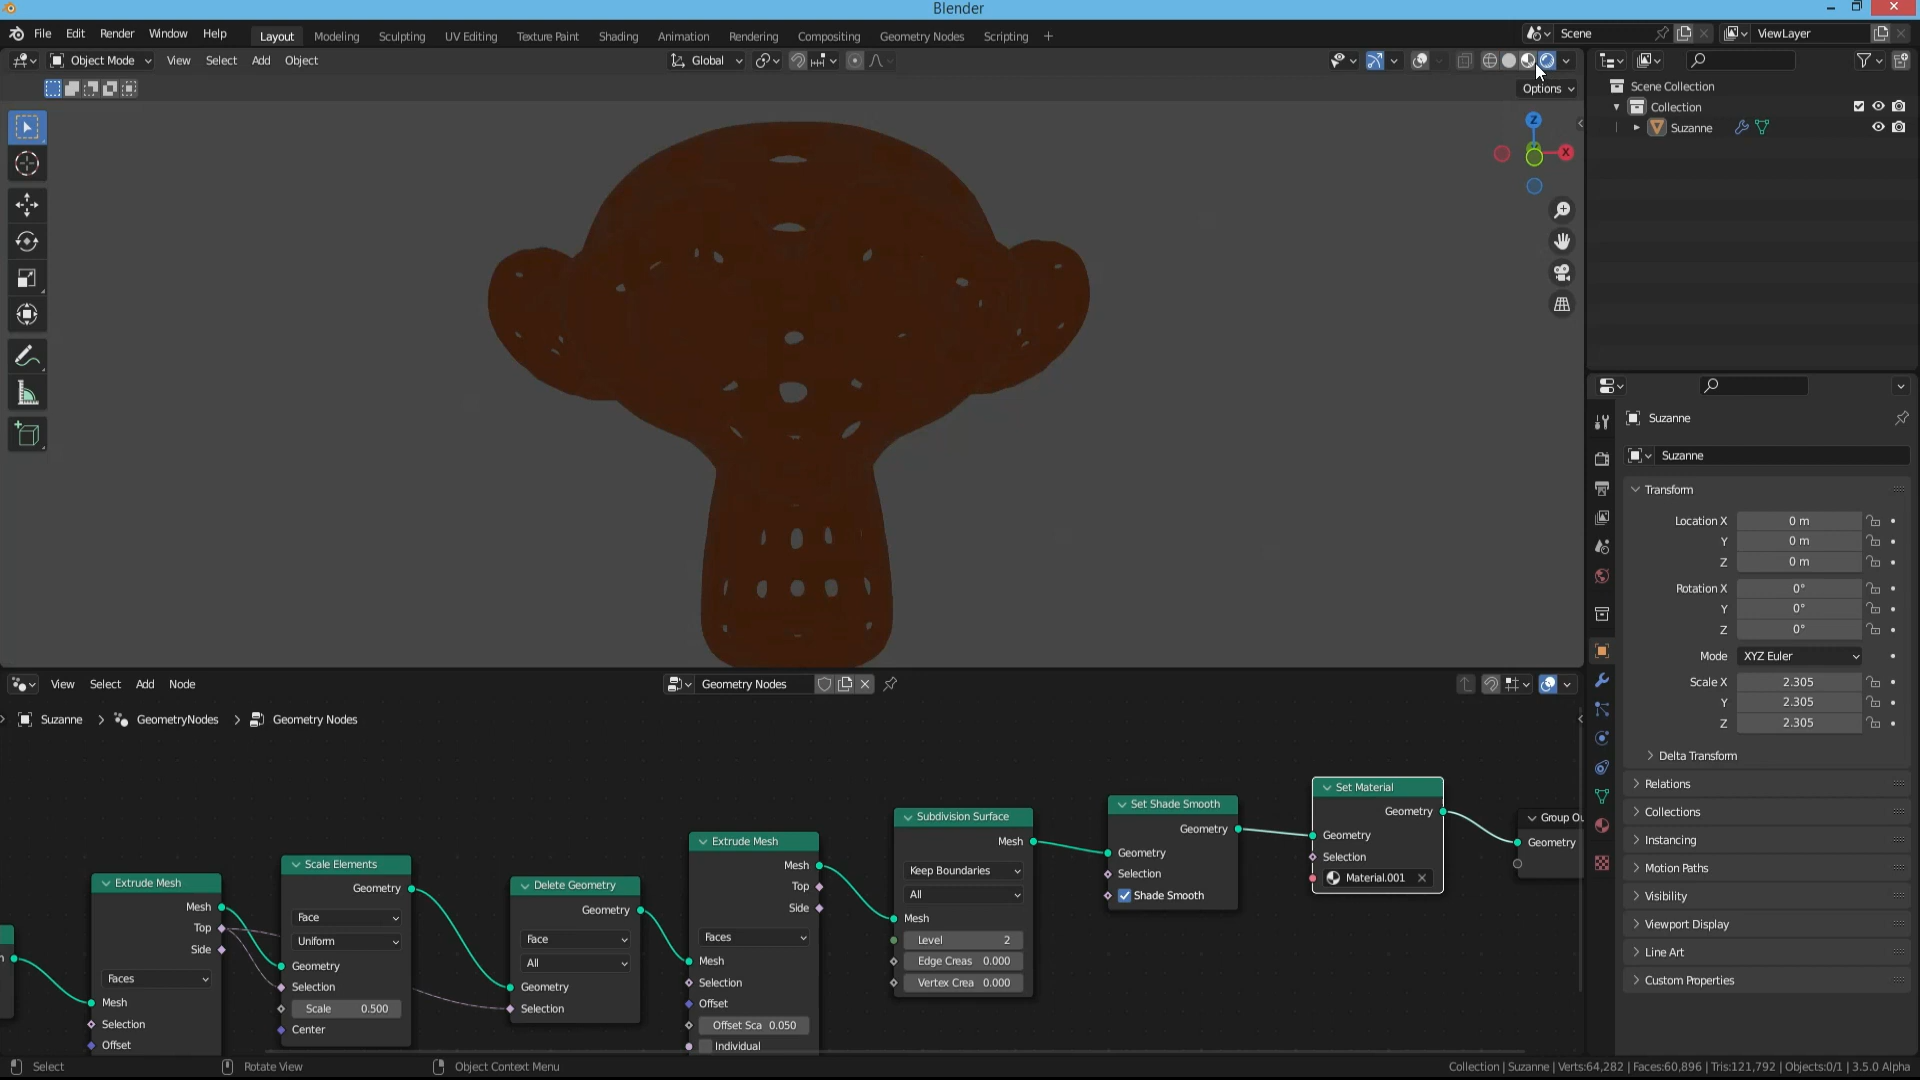 Blender
File Edit Render Window Help
Layout Modeling Sculpting UV Editing Texture Paint Shading Animation Rendering Compositing Geometry Nodes Scripting +
Scene
ViewLayer
Object Mode View Select Add Object
Global
Options
Z
X
Scene Collection
Collection
Suzanne
Suzanne
Suzanne
Transform
Location X 0 m
Y 0 m
Z 0 m
Rotation X 0°
Y 0°
Z 0°
Mode XYZ Euler
Scale X 2.305
Y 2.305
Z 2.305
Delta Transform
Relations
Collections
Instancing
Motion Paths
Visibility
Viewport Display
Line Art
Custom Properties
View Select Add Node
Geometry Nodes
Suzanne > GeometryNodes > Geometry Nodes
Extrude Mesh
Mesh
Top
Side
Faces
Mesh
Selection
Offset
Scale Elements
Geometry
Face
Uniform
Geometry
Selection
Scale 0.500
Center
Delete Geometry
Geometry
Face
All
Geometry
Selection
Extrude Mesh
Mesh
Top
Side
Faces
Mesh
Selection
Offset
Offset Sca 0.050
Individual
Subdivision Surface
Mesh
Keep Boundaries
All
Mesh
Level 2
Edge Creas 0.000
Vertex Crea 0.000
Set Shade Smooth
Geometry
Geometry
Selection
Shade Smooth
Set Material
Geometry
Geometry
Selection
Material.001
Group Ou
Geometry
Select
Rotate View
Object Context Menu
Collection | Suzanne | Verts:64,282 | Faces:60,896 | Tris:121,792 | Objects:0/1 | 3.5.0 Alpha